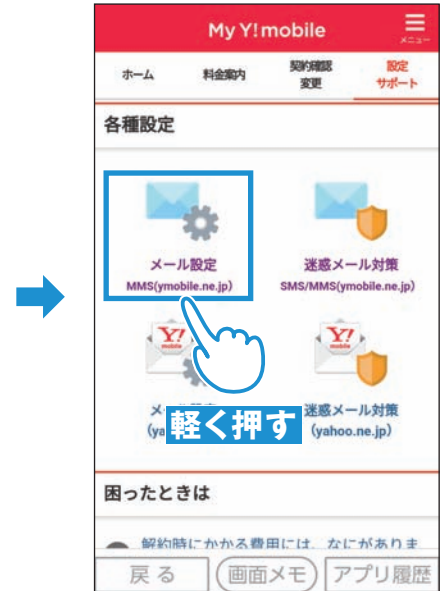 My Y!mobile
メニュー
ホーム
料金案内
契約確認
変更
設定
サポート
各種設定
メール設定
MMS(ymobile.ne.jp)
迷惑メール対策
SMS/MMS(ymobile.ne.jp)
Y!
mobile
Y!
mobile
軽く押す
迷惑メール対策
(yahoo.ne.jp)
困ったときは
解約時にかかる費用には、なにがありま
戻る
画面メモ
アプリ履歴